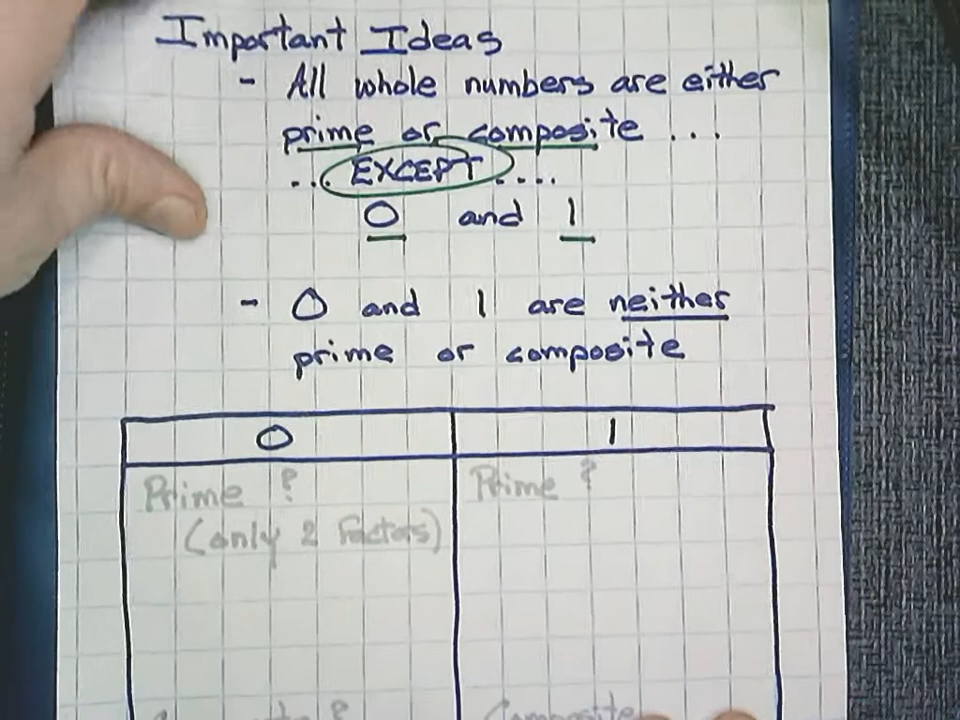 Important Ideas
- All whole numbers are either
prime or composite ...
... EXCEPT ....
0 and 1
- 0 and 1 are neither
prime or composite
0 1
Prime ? Prime ?
(only 2 factors)
Composite